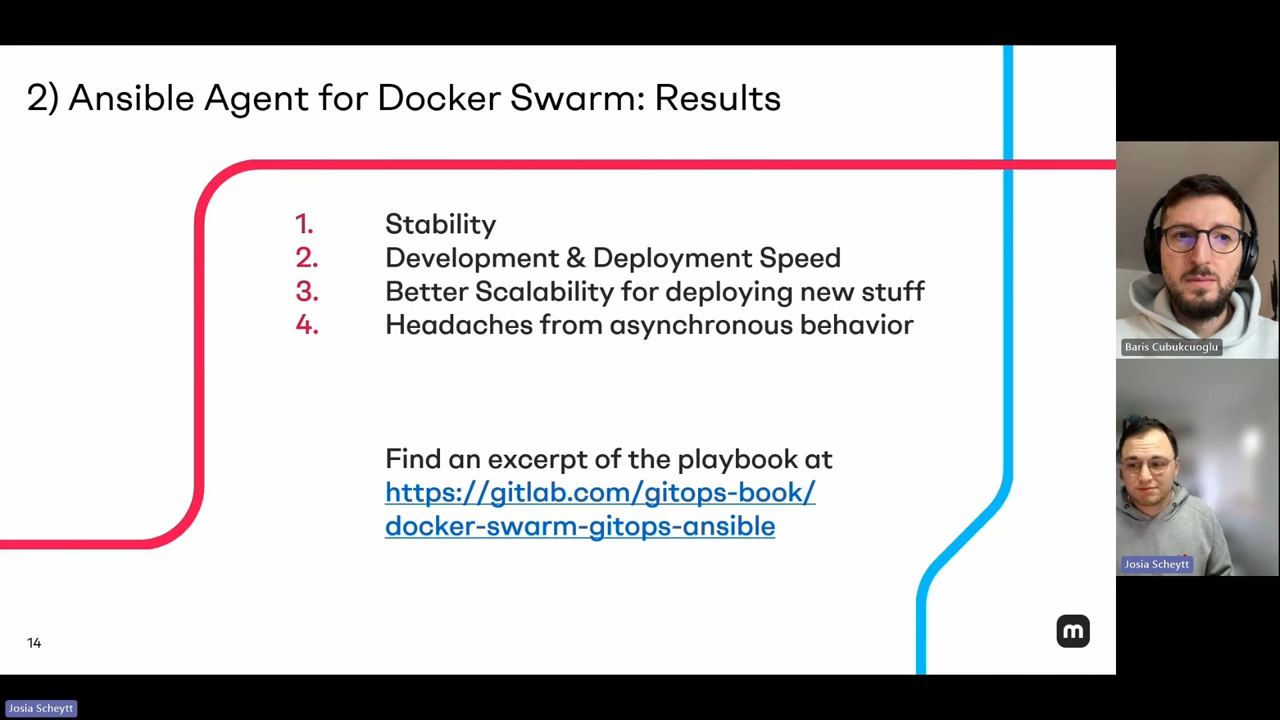 2) Ansible Agent for Docker Swarm: Results
1. Stability
2. Development & Deployment Speed
3. Better Scalability for deploying new stuff
4. Headaches from asynchronous behavior
Find an excerpt of the playbook at
https://gitlab.com/gitops-book/
docker-swarm-gitops-ansible
14
m
Baris Cubukcuoglu
Josia Scheytt
Josia Scheytt